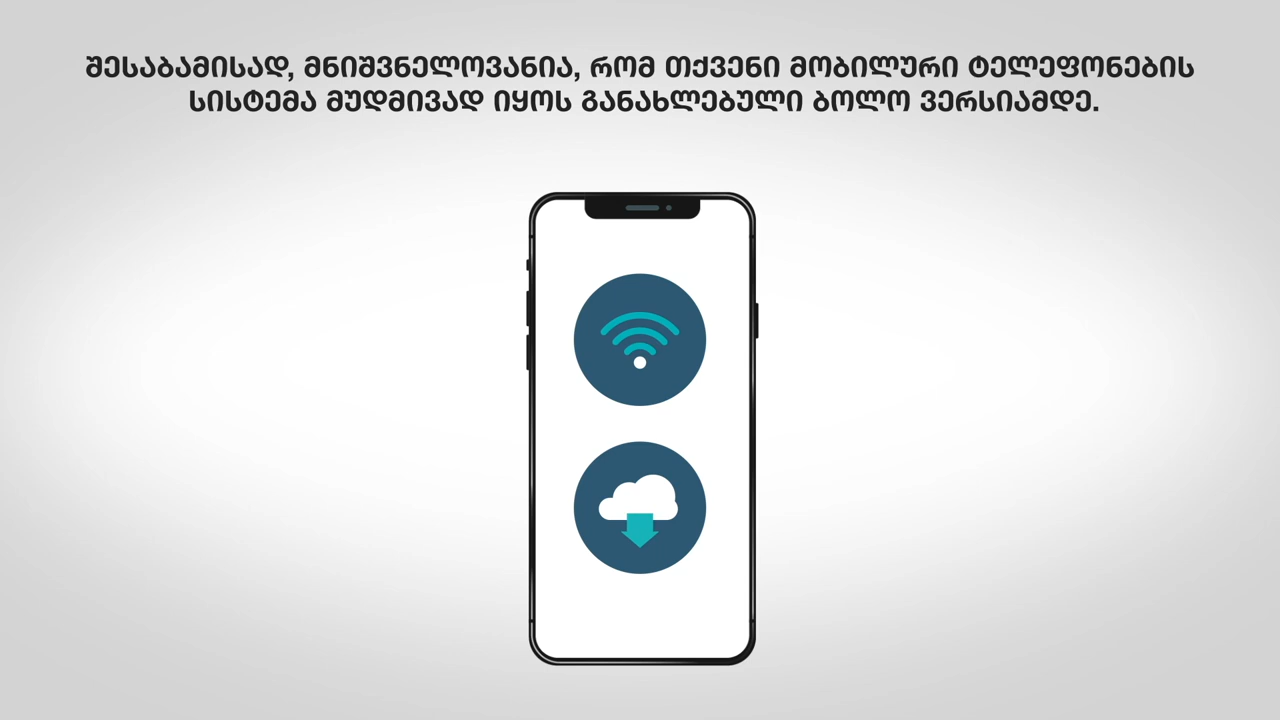 შესაბამისად, მნიშვნელოვანია, რომ თქვენი მობილური ტელეფონების
სისტემა მუდმივად იყოს განახლებული ბოლო ვერსიამდე.